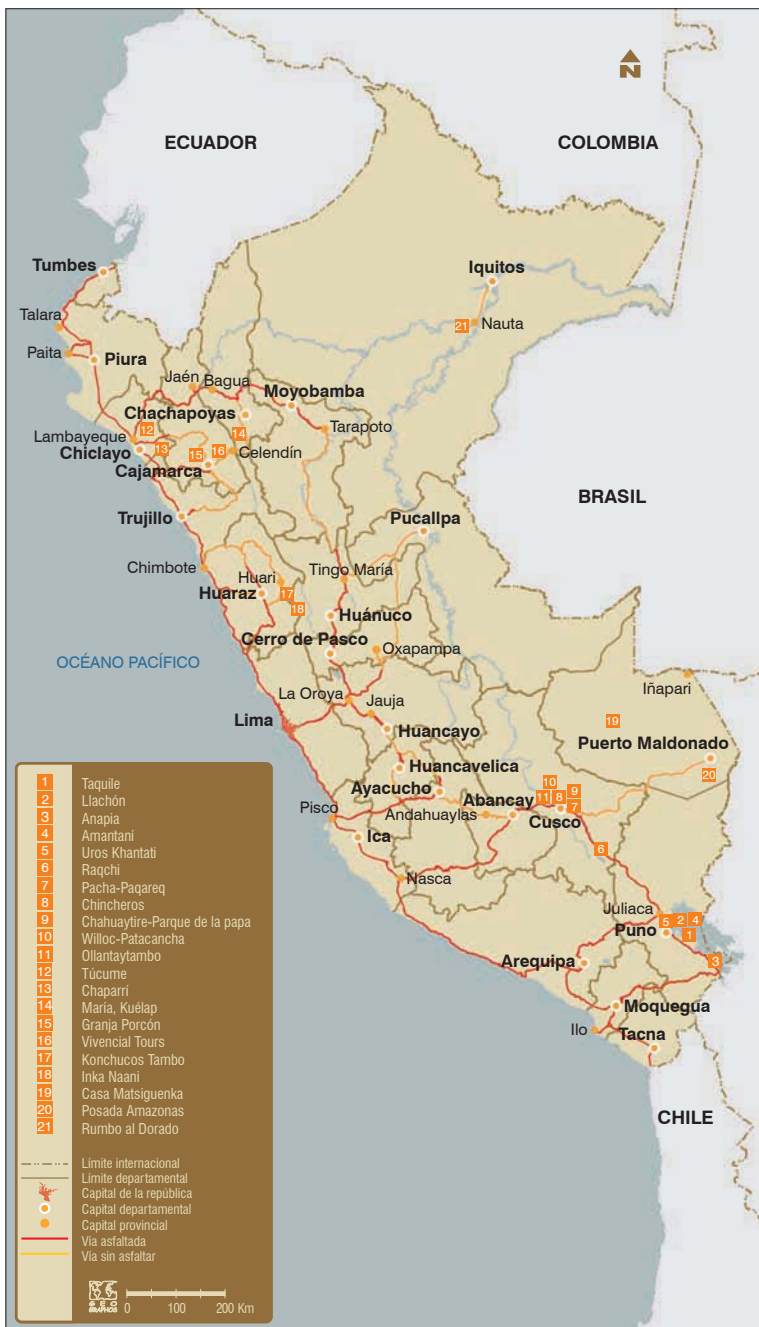 N
ECUADOR
COLOMBIA
Tumbes
Iquitos
Talara
21
Nauta
Paita
Piura
Jaén
Bagua
Moyobamba
Chachapoyas
12
14
Tarapoto
Lambayeque
13
15
16
Celendín
Chiclayo
Cajamarca
BRASIL
Trujillo
Pucallpa
Chimbote
Tingo María
Huari
17
Huaraz
18
Huánuco
Cerro de Pasco
Oxapampa
OCÉANO PACÍFICO
Iñapari
La Oroya
Jauja
19
Lima
Huancayo
Puerto Maldonado
Huancavelica
20
10
9
Ayacucho
Abancay
11
8
7
Pisco
Andahuaylas
Cusco
Ica
6
Nasca
Juliaca
5
2
4
Puno
1
Arequipa
3
Moquegua
Ilo
Tacna
CHILE
1 Taquile
2 Llachón
3 Anapia
4 Amantaní
5 Uros Khantati
6 Raqchi
7 Pacha-Paqareq
8 Chincheros
9 Chahuaytire-Parque de la papa
10 Willoc-Patacancha
11 Ollantaytambo
12 Túcume
13 Chaparrí
14 María, Kuélap
15 Granja Porcón
16 Vivencial Tours
17 Konchucos Tambo
18 Inka Naani
19 Casa Matsiguenka
20 Posada Amazonas
21 Rumbo al Dorado
Límite internacional
Límite departamental
Capital de la república
Capital departamental
Capital provincial
Vía asfaltada
Vía sin asfaltar
GEO
GRAPHOS
0 100 200 Km